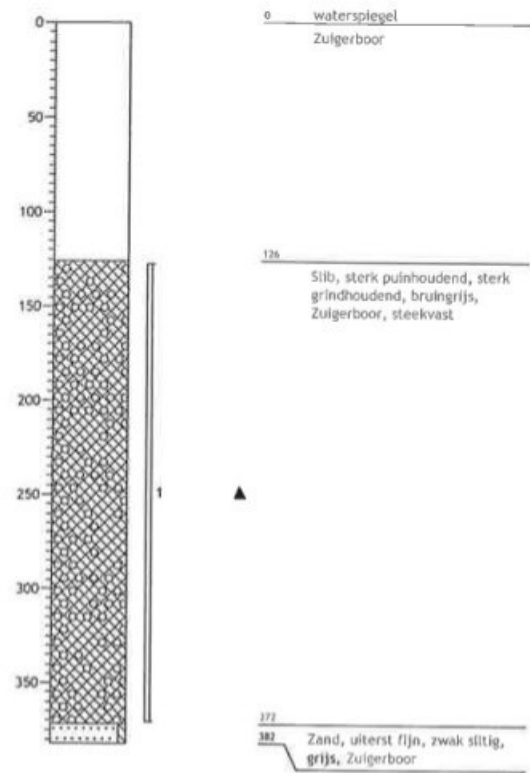 0 waterspiegel
0
Zuigerboor
50
100
126
Slib, sterk puinhoudend, sterk
grindhoudend, bruingrijs,
Zuigerboor, steekvast
150
200
250
1
300
350
372
382 Zand, uiterst fijn, zwak siltig,
grijs, Zuigerboor